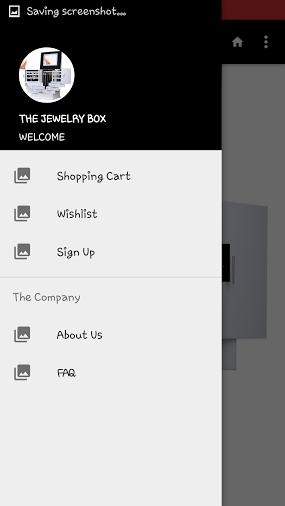 Saving screenshot...
THE JEWELRY BOX
WELCOME
Shopping Cart
Wishlist
Sign Up
The Company
About Us
FAQ